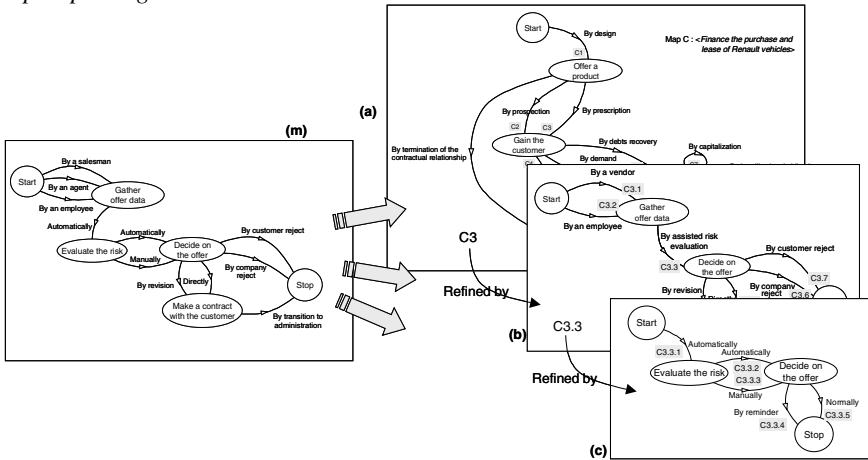 (m)
Start
By a salesman
By an agent
By an employee
Gather
offer data
Automatically
Evaluate the risk
Automatically
Manually
Decide on
the offer
By revision
Directly
Make a contract
with the customer
By customer reject
By company
reject
Stop
By transition to
administration
(a)
Start
By design
C1
Map C : <Finance the purchase and
lease of Renault vehicles>
Offer a
product
By prospection
C2
C3
By prescription
Gain the
customer
By termination of the
contractual relationship
By debts recovery
By demand
By capitalization
C3
Refined by
(b)
Start
By a vendor
C3.1
C3.2
By an employee
Gather
offer data
By assisted risk
evaluation
C3.3
Decide on
the offer
By revision
By customer reject
C3.7
By company
reject
C3.6
C3.3
Refined by
(c)
Start
Automatically
C3.3.1
Evaluate the risk
Automatically
C3.3.2
C3.3.3
Manually
Decide on
the offer
By reminder
C3.3.4
Normally
C3.3.5
Stop